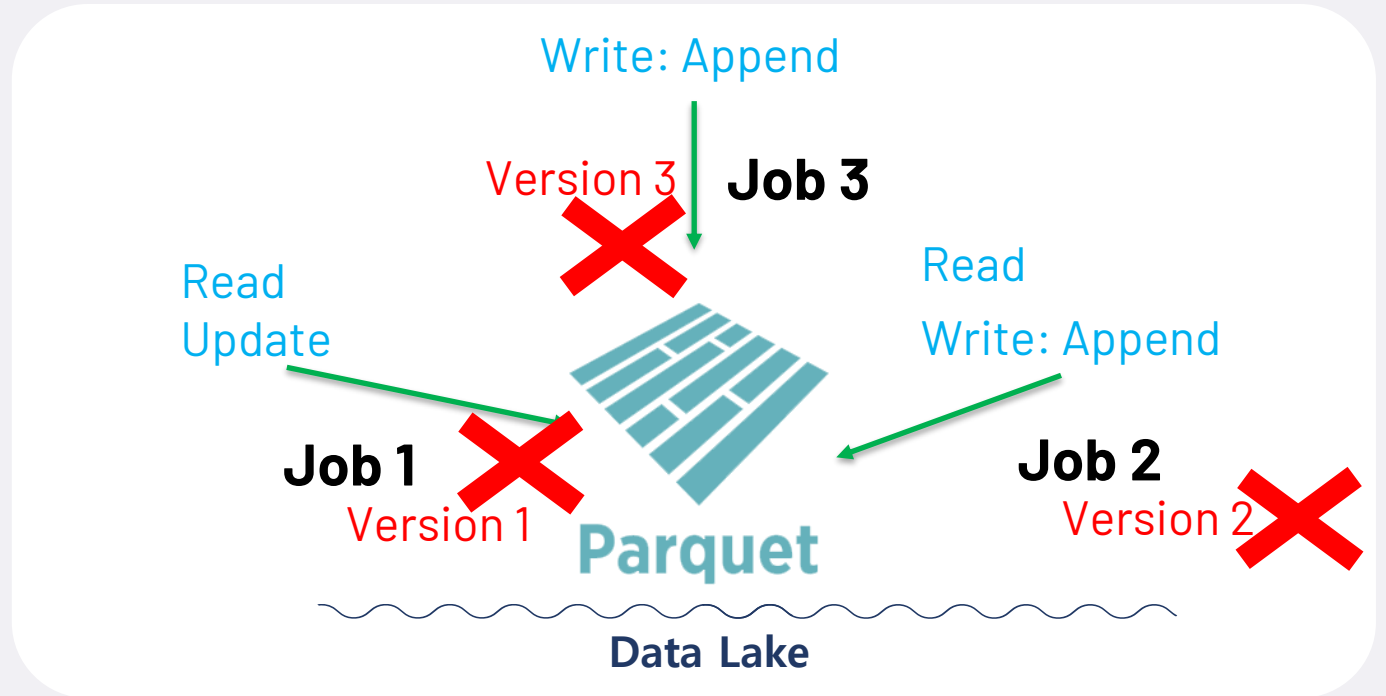 Write: Append
Version 3
Job 3
Read
Update
Read
Write: Append
Job 1
Version 1
Job 2
Version 2
Parquet
Data Lake